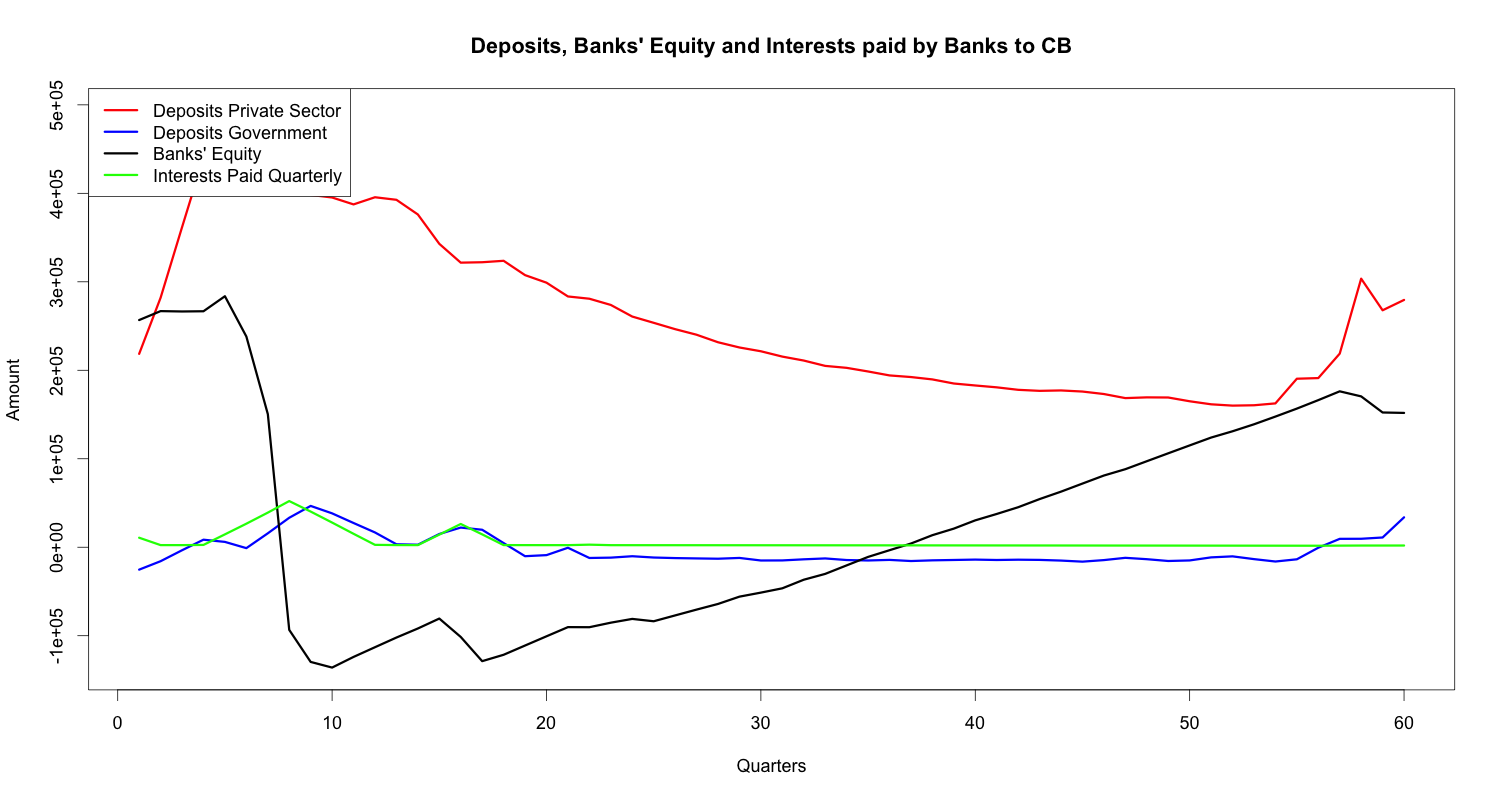 Deposits, Banks' Equity and Interests paid by Banks to CB
Deposits Private Sector
Deposits Government
Banks' Equity
Interests Paid Quarterly
5e+05
4e+05
3e+05
2e+05
1e+05
0e+00
-1e+05
Amount
0 10 20 30 40 50 60
Quarters